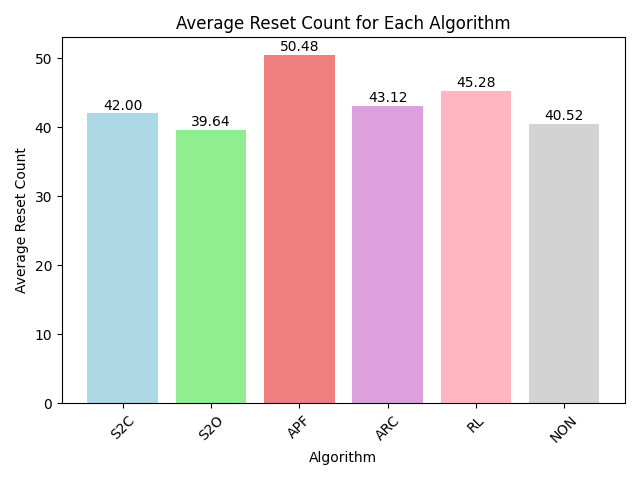 Average Reset Count for Each Algorithm
50.48
45.28
43.12
42.00
40.52
39.64
50
40
30
20
10
0
Average Reset Count
S2C
S2O
APF
ARC
RL
NON
Algorithm